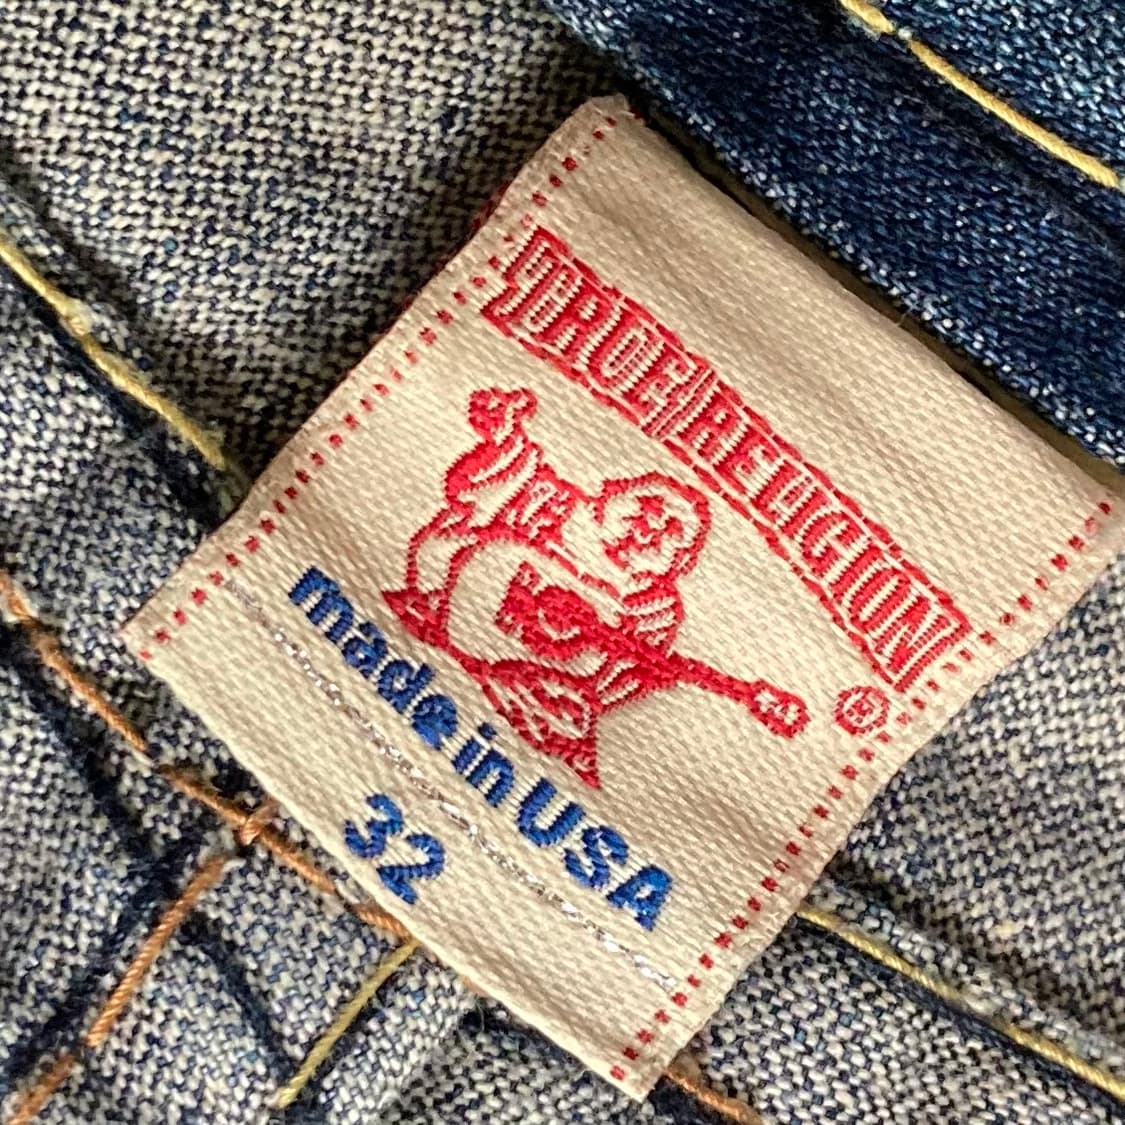 TRUE RELIGION
®
made in USA
32